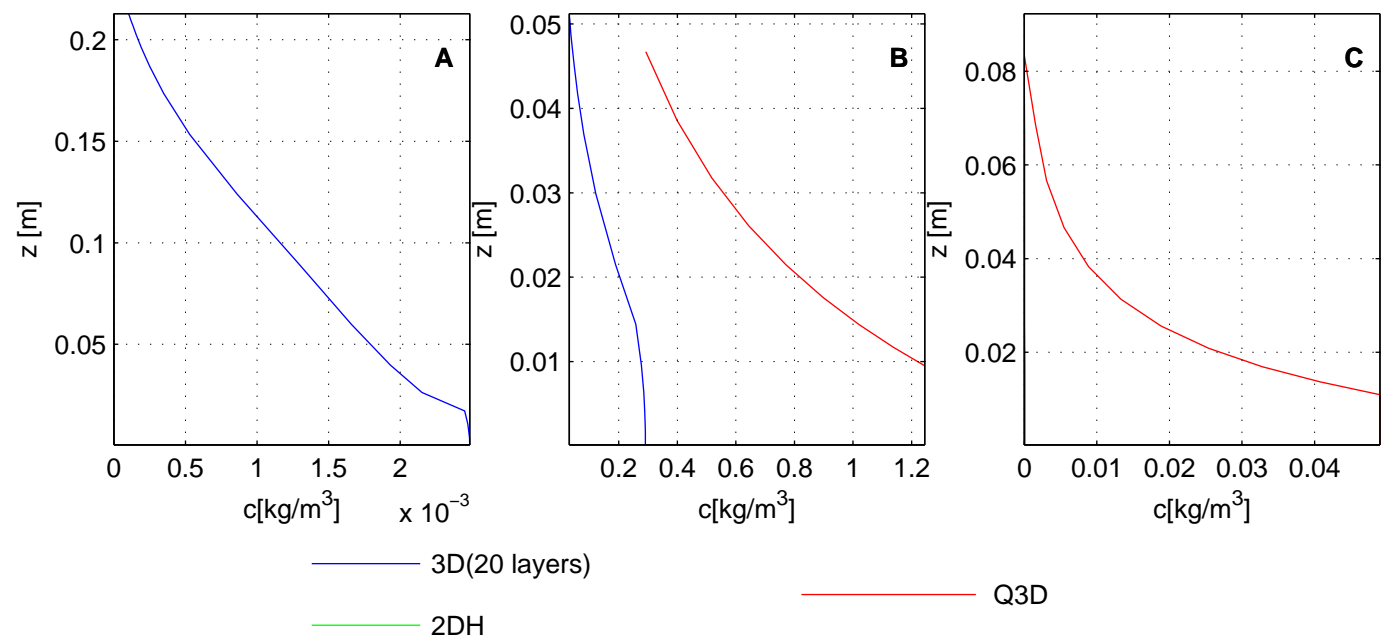 A
0.2
0.15
0.1
0.05
z [m]
0 0.5 1 1.5 2
c[kg/m³]
x 10⁻³
B
0.05
0.04
0.03
0.02
0.01
z [m]
0.2 0.4 0.6 0.8 1 1.2
c[kg/m³]
C
0.08
0.06
0.04
0.02
z [m]
0 0.01 0.02 0.03 0.04
c[kg/m³]
3D(20 layers)
2DH
Q3D